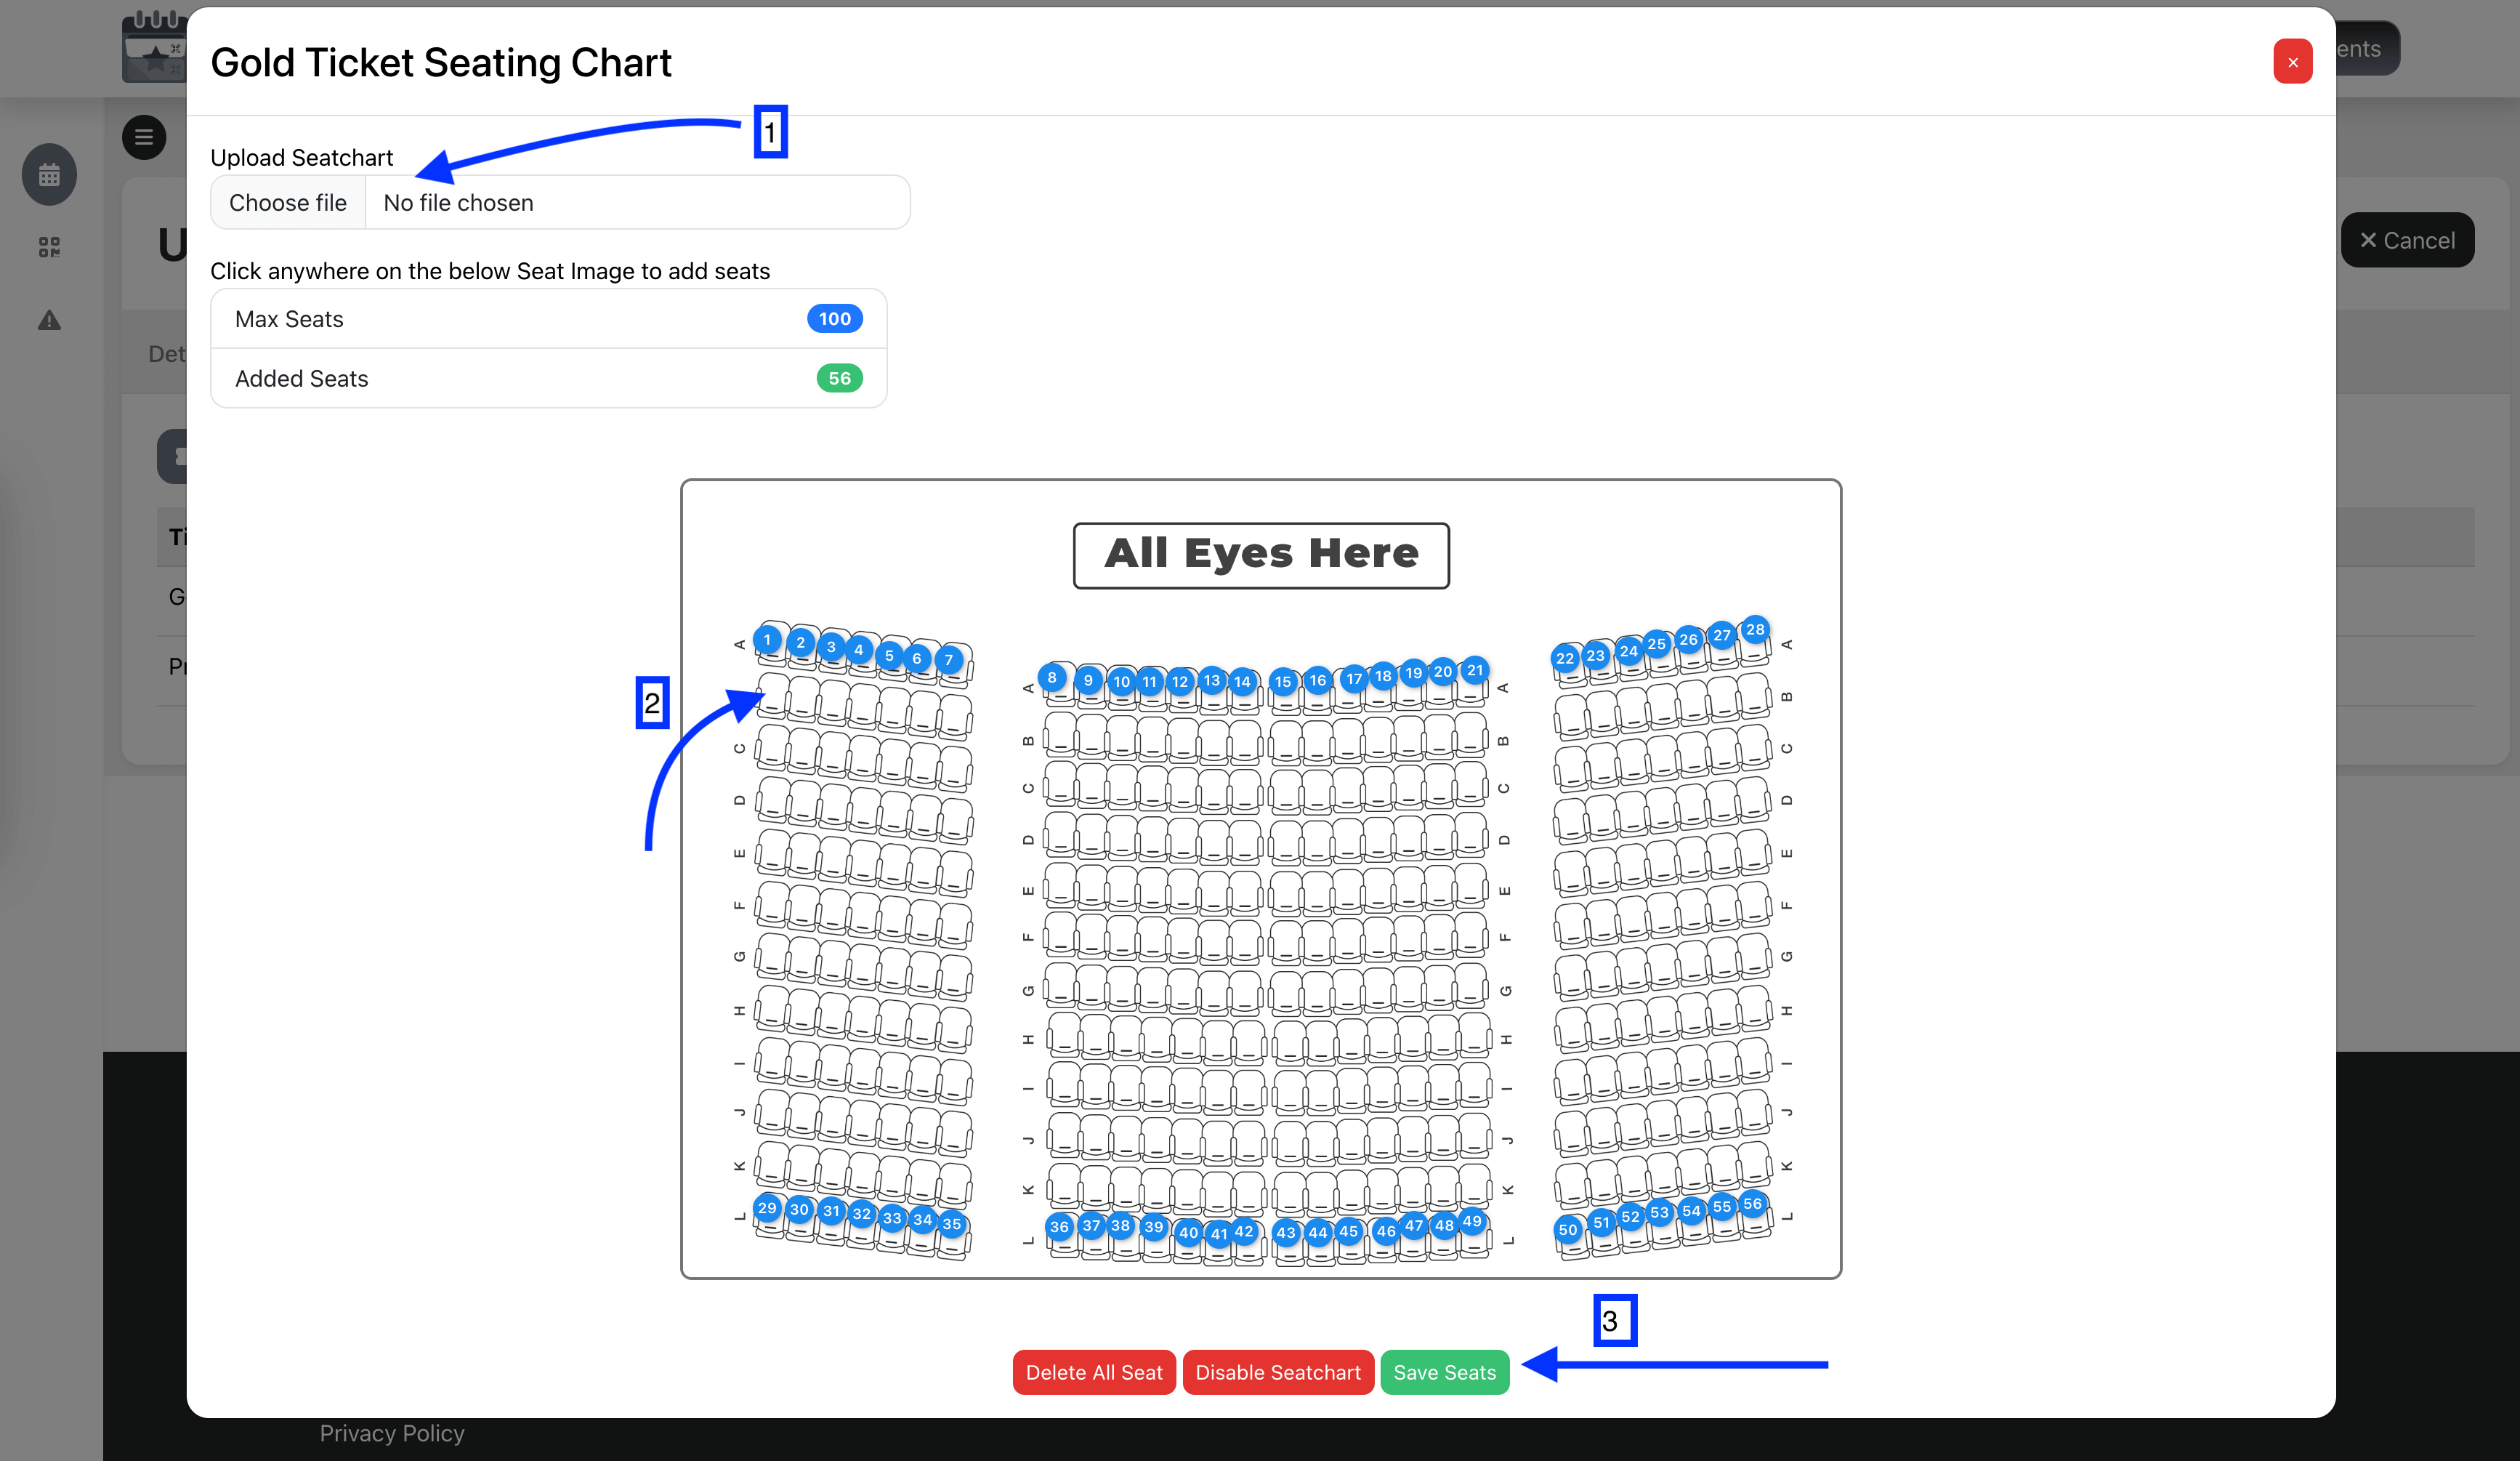 Gold Ticket Seating Chart
×
ents
1
Upload Seatchart
Choose file No file chosen
Cancel
Click anywhere on the below Seat Image to add seats
Max Seats 100
Added Seats 56
U
Det
Ti
G
Pr
All Eyes Here
A 1 2 3 4 5 6 7 22 23 24 25 26 27 28 A
A 8 9 10 11 12 13 14 15 16 17 18 19 20 21 A
2
B
B B
C C
C C
D D
D D
E E
E E
F F
F F
G G
G G
H H
H H
I I
I I
J J
J J
K K
K K
L 29 30 31 32 33 34 35 50 51 52 53 54 55 56 L
L 36 37 38 39 40 41 42 43 44 45 46 47 48 49 L
3
Delete All Seat Disable Seatchart Save Seats
Privacy Policy